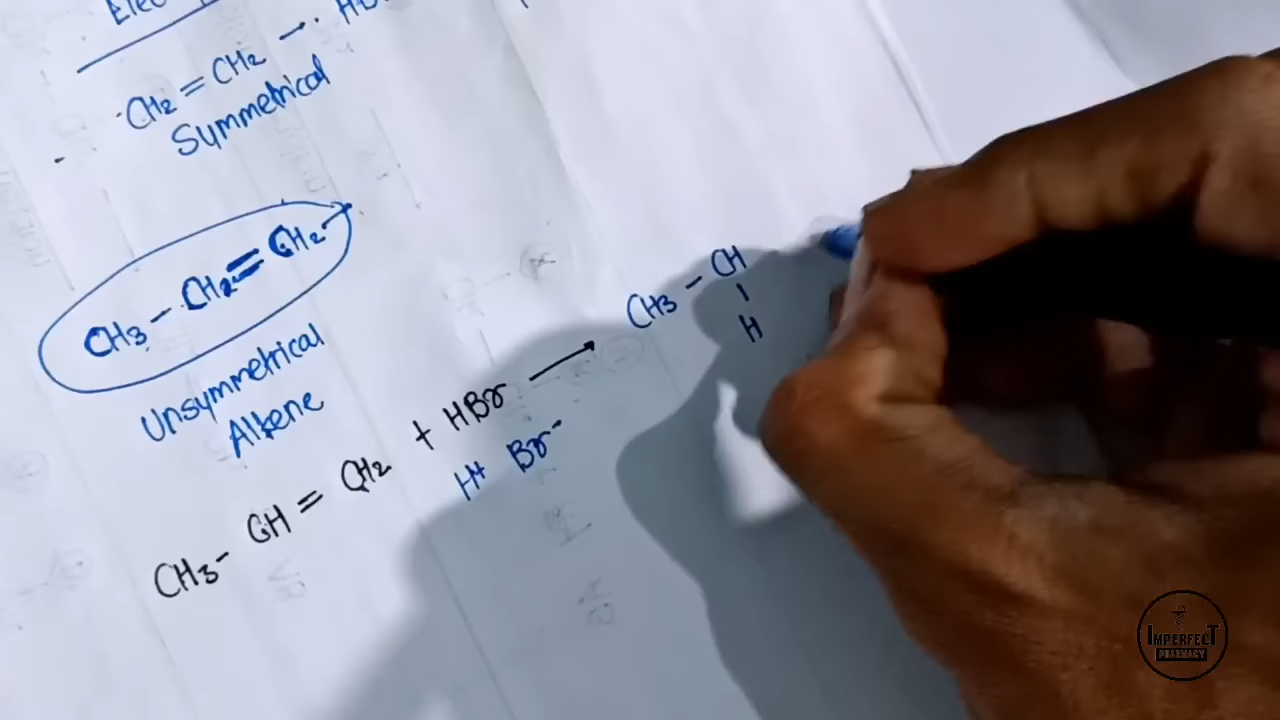 CH2 = CH2 →
Symmetrical
CH3 - CH2 = CH2
Unsymmetrical
Alkene
CH3 - CH = CH2 + HBr →
H+ Br-
CH3 - CH
H
IMPERFECT
PHARMACY